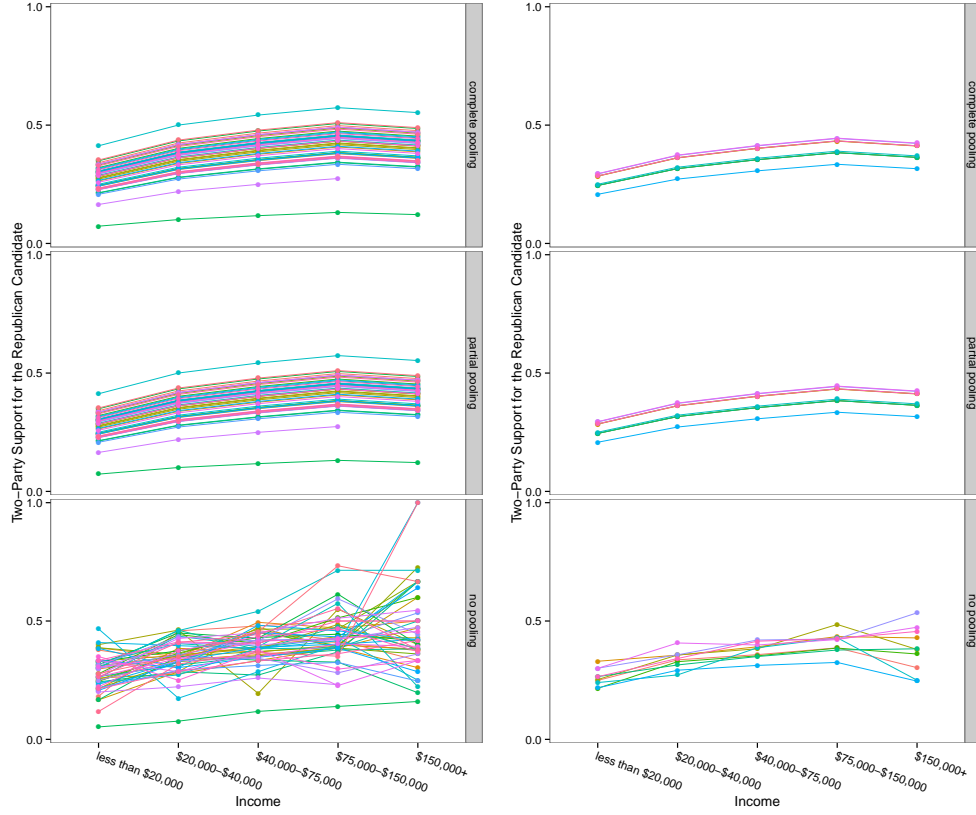 Two−Party Support for the Republican Candidate
1.0
0.5
0.0
complete pooling
1.0
0.5
0.0
partial pooling
1.0
0.5
0.0
no pooling
less than $20,000
$20,000−$40,000
$40,000−$75,000
$75,000−$150,000
$150,000+
Income
Two−Party Support for the Republican Candidate
1.0
0.5
0.0
complete pooling
1.0
0.5
0.0
partial pooling
1.0
0.5
0.0
no pooling
less than $20,000
$20,000−$40,000
$40,000−$75,000
$75,000−$150,000
$150,000+
Income